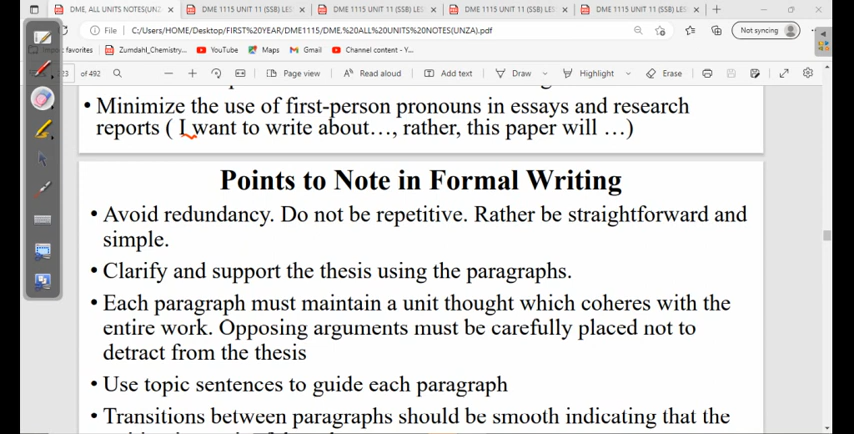 DME, ALL UNITS NOTES(UNZA
DME 1115 UNIT 11 (SSB) LES
DME 1115 UNIT 11 (SSB) LES
DME 1115 UNIT 11 (SSB) LES
DME 1115 UNIT 11 (SSB) LES
File C:/Users/HOME/Desktop/FIRST%20YEAR/DME1115/DME.%20ALL%20UNITS%20NOTES(UNZA).pdf
Not syncing
favorites Zumdahl_Chemistry... YouTube Maps Gmail Channel content - Y...
of 492 Page view Read aloud Add text Draw Highlight Erase
• Minimize the use of first-person pronouns in essays and research
reports ( I want to write about…, rather, this paper will …)
Points to Note in Formal Writing
• Avoid redundancy. Do not be repetitive. Rather be straightforward and
simple.
• Clarify and support the thesis using the paragraphs.
• Each paragraph must maintain a unit thought which coheres with the
entire work. Opposing arguments must be carefully placed not to
detract from the thesis
• Use topic sentences to guide each paragraph
• Transitions between paragraphs should be smooth indicating that the